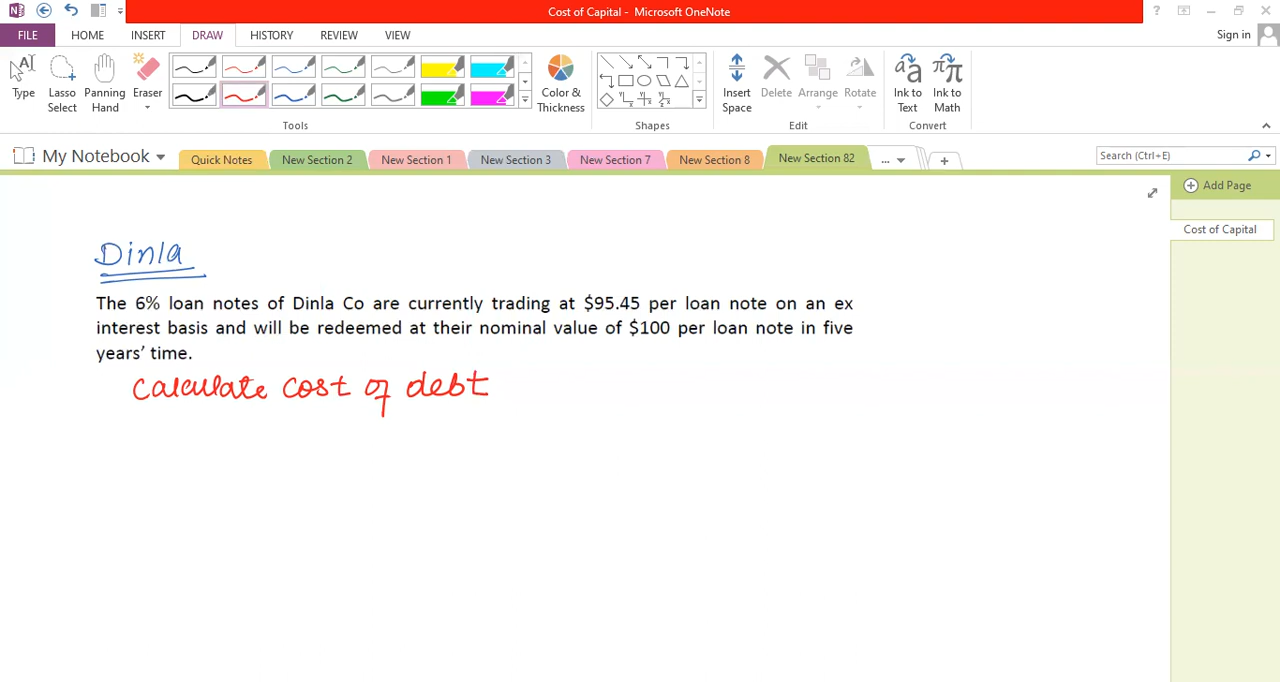 Cost of Capital - Microsoft OneNote
?
FILE HOME INSERT DRAW HISTORY REVIEW VIEW
Sign in
Type
Lasso Select
Panning Hand
Eraser
Color & Thickness
Insert Space
Delete
Arrange
Rotate
Ink to Text
Ink to Math
Tools
Shapes
Edit
Convert
My Notebook
Quick Notes
New Section 2
New Section 1
New Section 3
New Section 7
New Section 8
New Section 82
...
Search (Ctrl+E)
Add Page
Cost of Capital
Dinla
The 6% loan notes of Dinla Co are currently trading at $95.45 per loan note on an ex
interest basis and will be redeemed at their nominal value of $100 per loan note in five
years’ time.
Calculate cost of debt